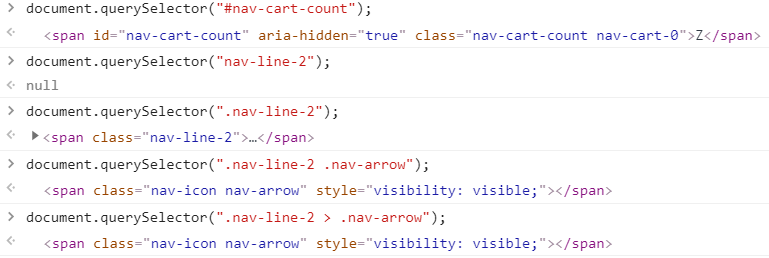 document.querySelector("#nav-cart-count");
<span id="nav-cart-count" aria-hidden="true" class="nav-cart-count nav-cart-0">Z</span>
document.querySelector("nav-line-2");
null
document.querySelector(".nav-line-2");
<span class="nav-line-2">…</span>
document.querySelector(".nav-line-2 .nav-arrow");
<span class="nav-icon nav-arrow" style="visibility: visible;"></span>
document.querySelector(".nav-line-2 > .nav-arrow");
<span class="nav-icon nav-arrow" style="visibility: visible;"></span>